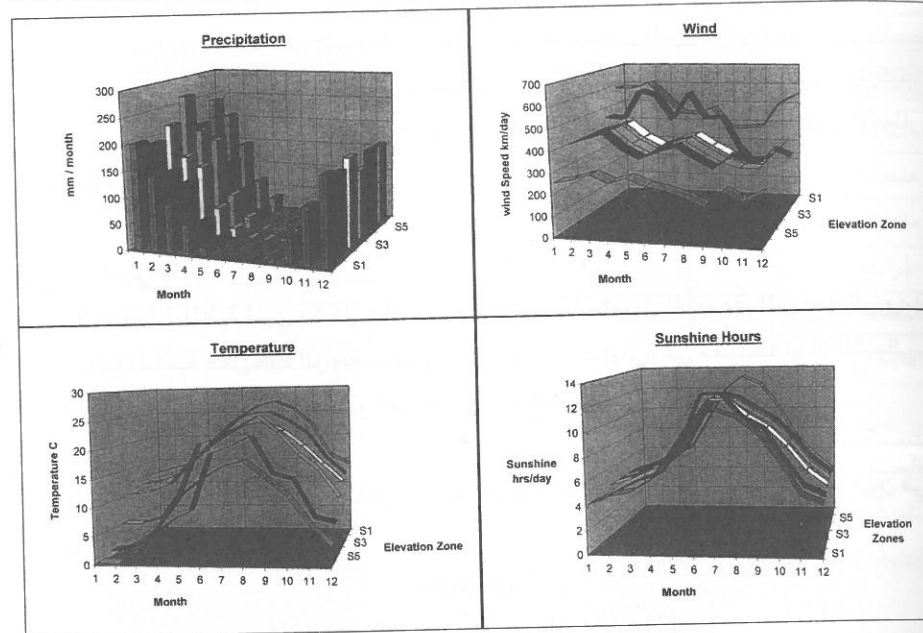 Precipitation
300
250
200
150
100
50
0
mm / month
1 2 3 4 5 6 7 8 9 10 11 12
Month
S1
S3
S5
Wind
700
600
500
400
300
200
100
0
wind Speed km/day
1 2 3 4 5 6 7 8 9 10 11 12
Month
S1
S3
S5
Elevation Zone
Temperature
30
25
20
15
10
5
0
Temperature C
1 2 3 4 5 6 7 8 9 10 11 12
Month
S1
S3
S5
Elevation Zone
Sunshine Hours
14
12
10
8
6
4
2
0
Sunshine
hrs/day
1 2 3 4 5 6 7 8 9 10 11 12
Month
S5
S3
S1
Elevation
Zones